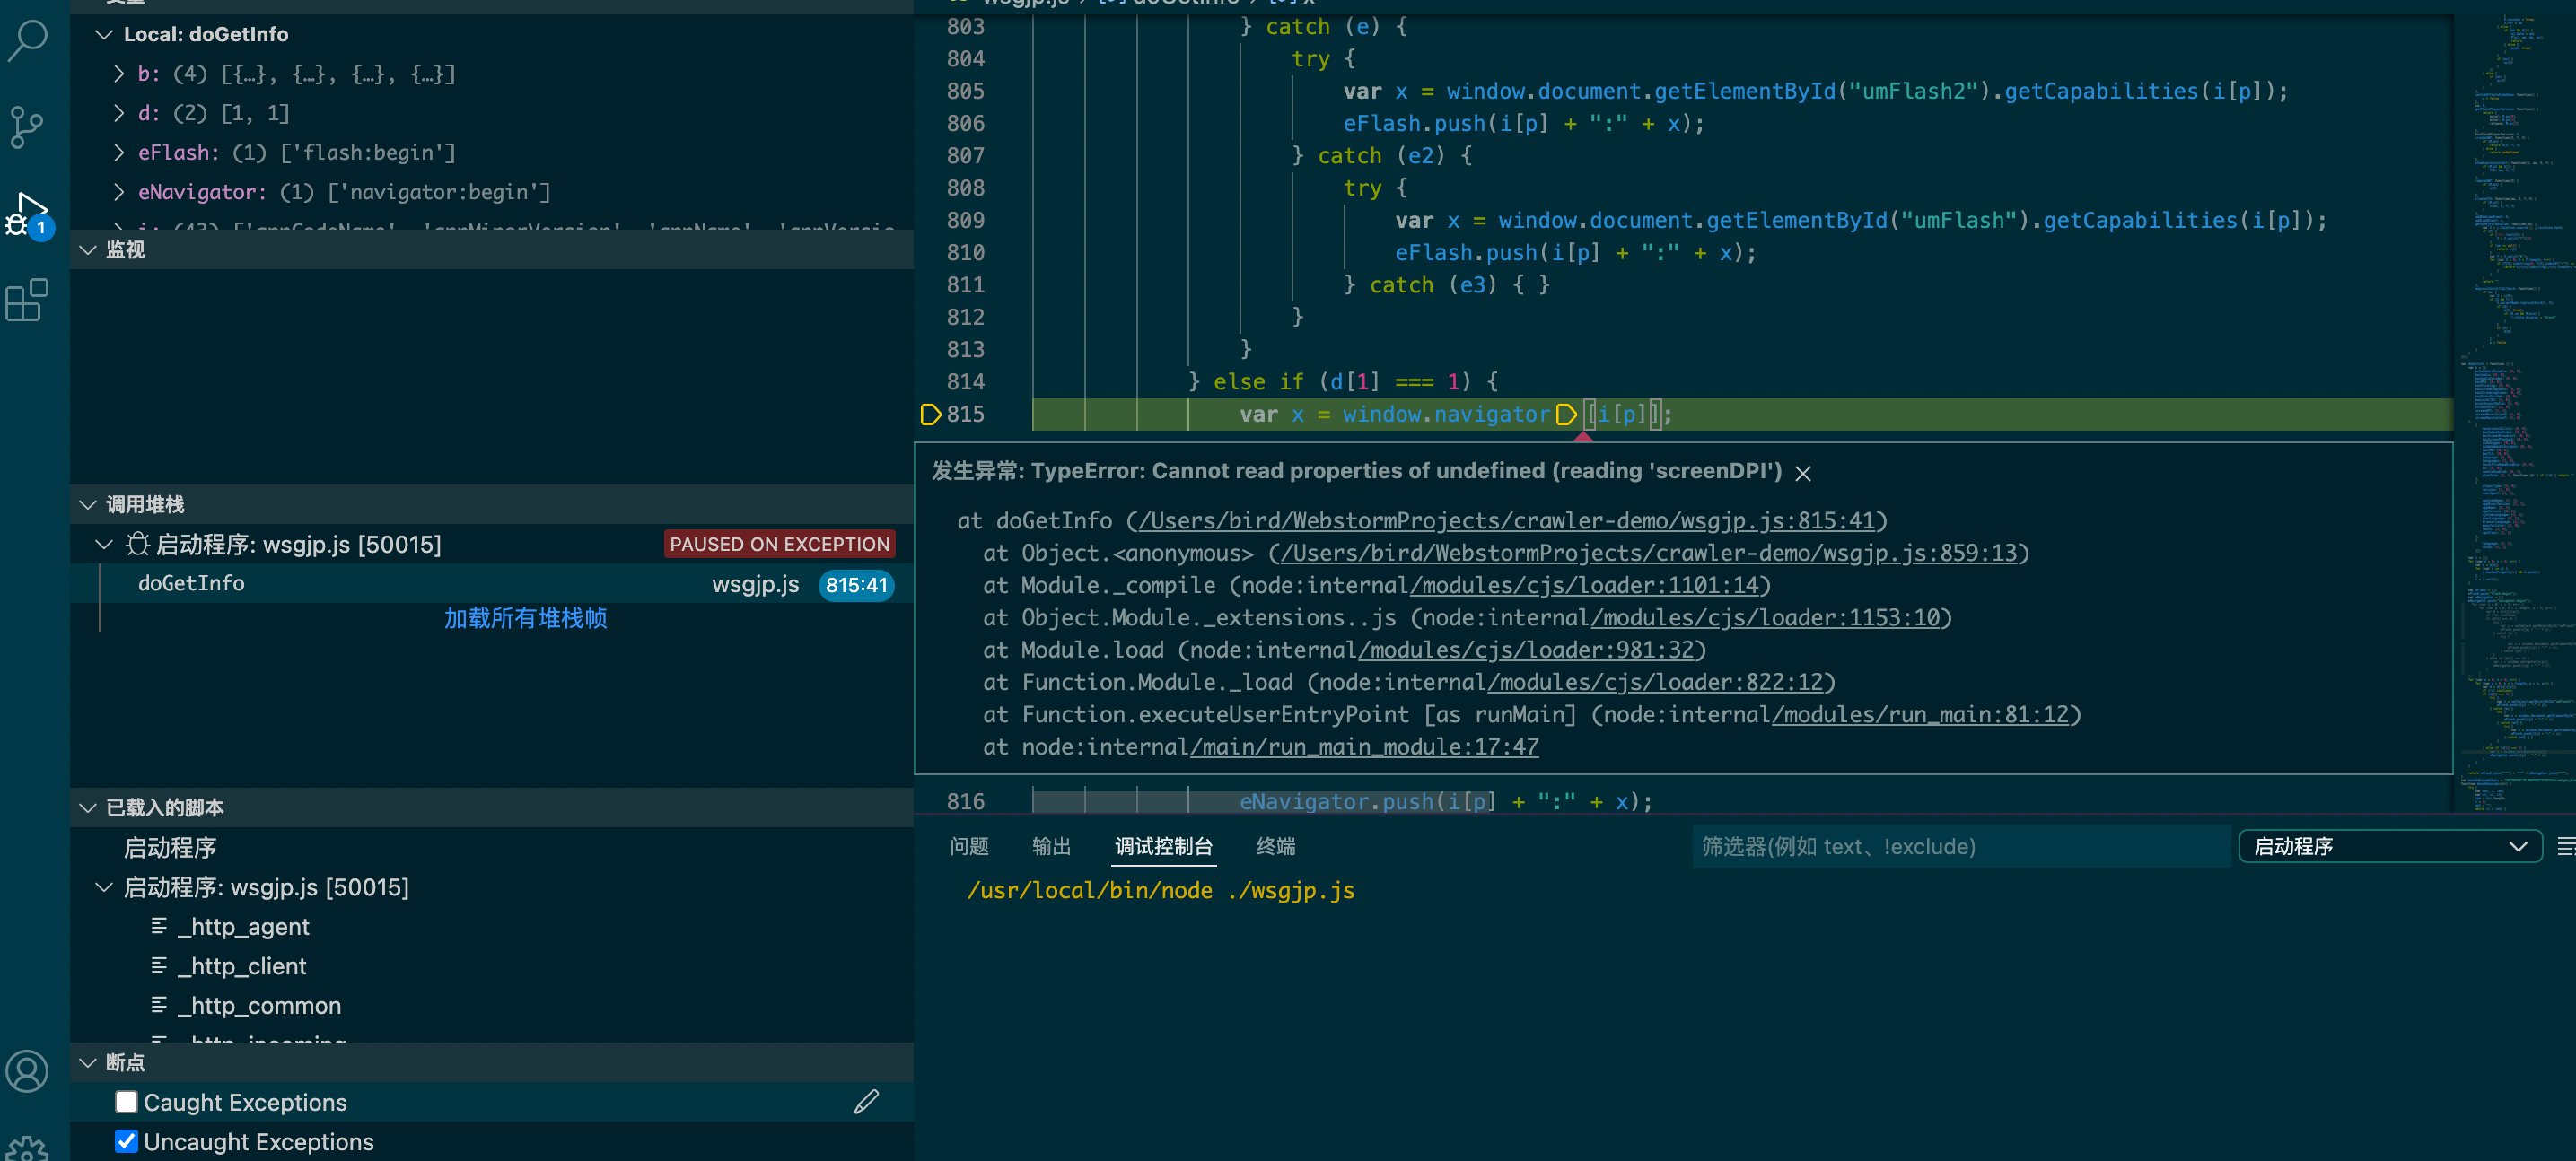 Local: doGetInfo
b: (4) [{…}, {…}, {…}, {…}]
d: (2) [1, 1]
eFlash: (1) ['flash:begin']
eNavigator: (1) ['navigator:begin']
监视
调用堆栈
启动程序: wsgjp.js [50015]
PAUSED ON EXCEPTION
doGetInfo
wsgjp.js
815:41
加载所有堆栈帧
已载入的脚本
启动程序
启动程序: wsgjp.js [50015]
_http_agent
_http_client
_http_common
断点
Caught Exceptions
Uncaught Exceptions
1
803 } catch (e) {
804 try {
805 var x = window.document.getElementById("umFlash2").getCapabilities(i[p]);
806 eFlash.push(i[p] + ":" + x);
807 } catch (e2) {
808 try {
809 var x = window.document.getElementById("umFlash").getCapabilities(i[p]);
810 eFlash.push(i[p] + ":" + x);
811 } catch (e3) { }
812 }
813 }
814 } else if (d[1] === 1) {
815 var x = window.navigator[i[p]];
发生异常: TypeError: Cannot read properties of undefined (reading 'screenDPI')
at doGetInfo (/Users/bird/WebstormProjects/crawler-demo/wsgjp.js:815:41)
at Object.<anonymous> (/Users/bird/WebstormProjects/crawler-demo/wsgjp.js:859:13)
at Module._compile (node:internal/modules/cjs/loader:1101:14)
at Object.Module._extensions..js (node:internal/modules/cjs/loader:1153:10)
at Module.load (node:internal/modules/cjs/loader:981:32)
at Function.Module._load (node:internal/modules/cjs/loader:822:12)
at Function.executeUserEntryPoint [as runMain] (node:internal/modules/run_main:81:12)
at node:internal/main/run_main_module:17:47
816 eNavigator.push(i[p] + ":" + x);
问题 输出 调试控制台 终端
筛选器(例如 text、!exclude)
启动程序
/usr/local/bin/node ./wsgjp.js